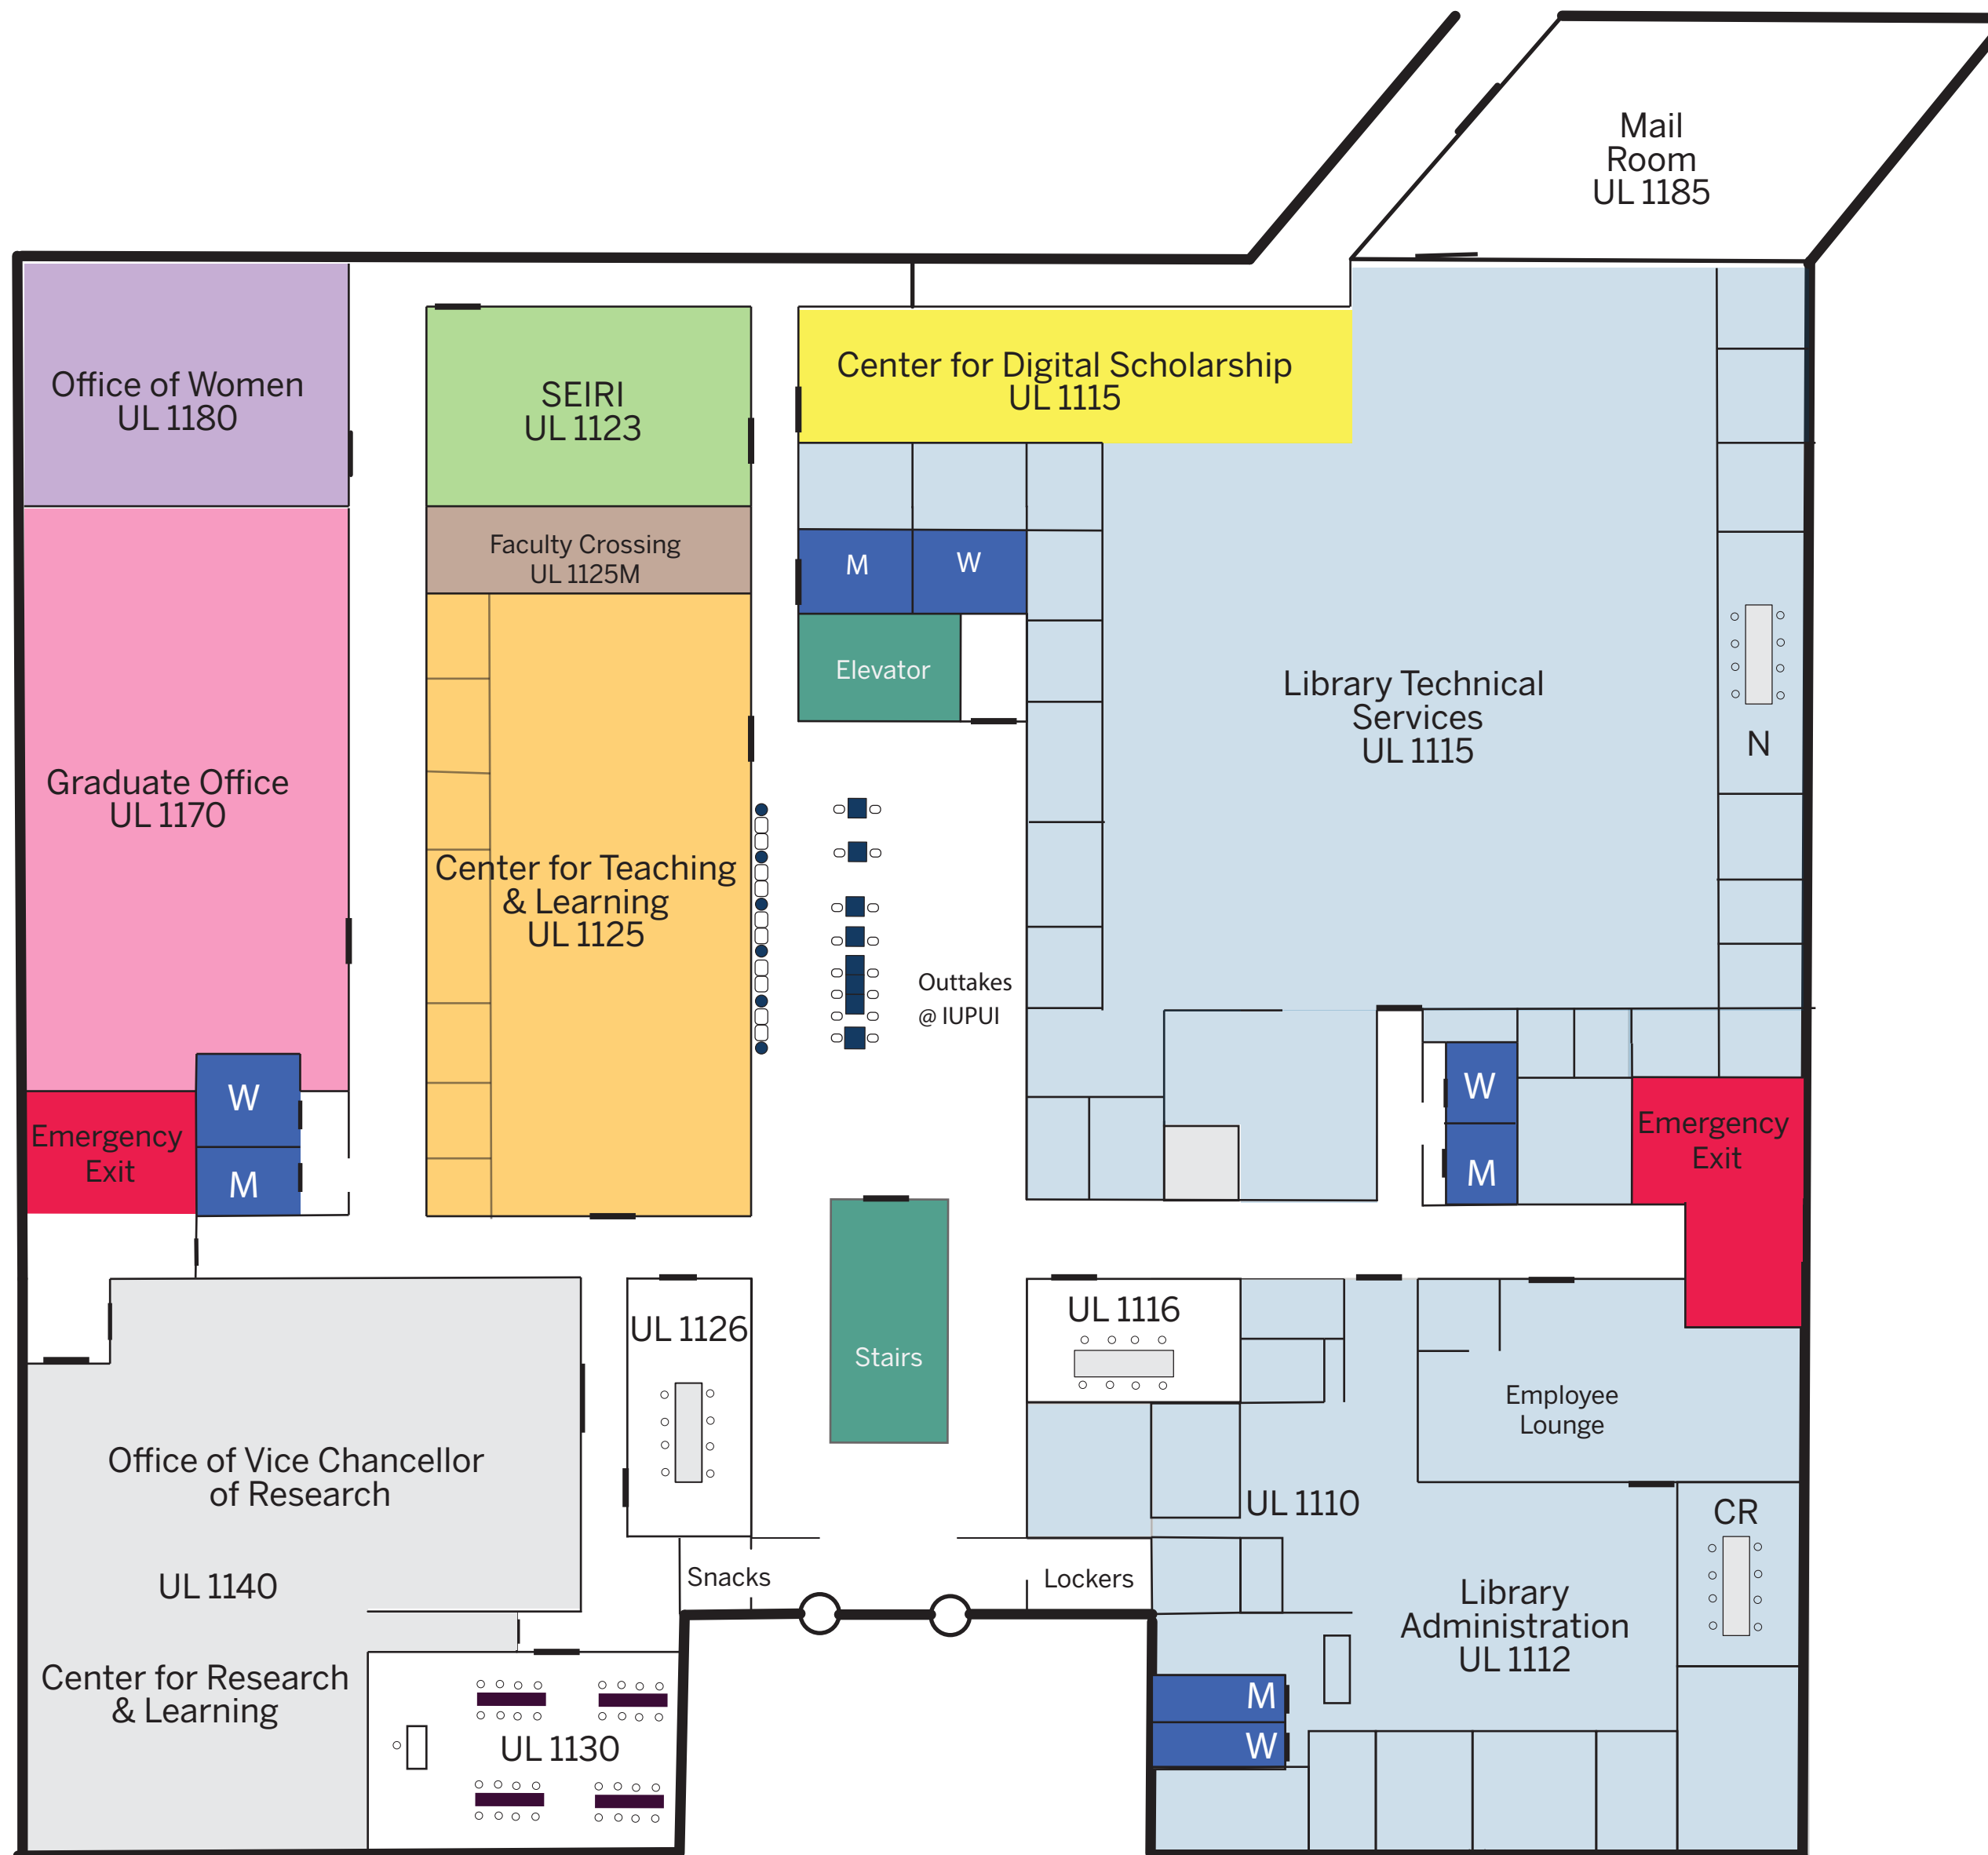 Mail
Room
UL 1185
Office of Women
UL 1180
SEIRI
UL 1123
Center for Digital Scholarship
UL 1115
Faculty Crossing
UL 1125M
M
W
Elevator
Library Technical
Services
UL 1115
N
Graduate Office
UL 1170
Center for Teaching
& Learning
UL 1125
Outtakes
@ IUPUI
W
M
Emergency
Exit
W
M
Emergency
Exit
UL 1126
Stairs
UL 1116
Employee
Lounge
Office of Vice Chancellor
of Research
UL 1110
CR
UL 1140
Snacks
Lockers
Library
Administration
UL 1112
Center for Research
& Learning
UL 1130
M
W